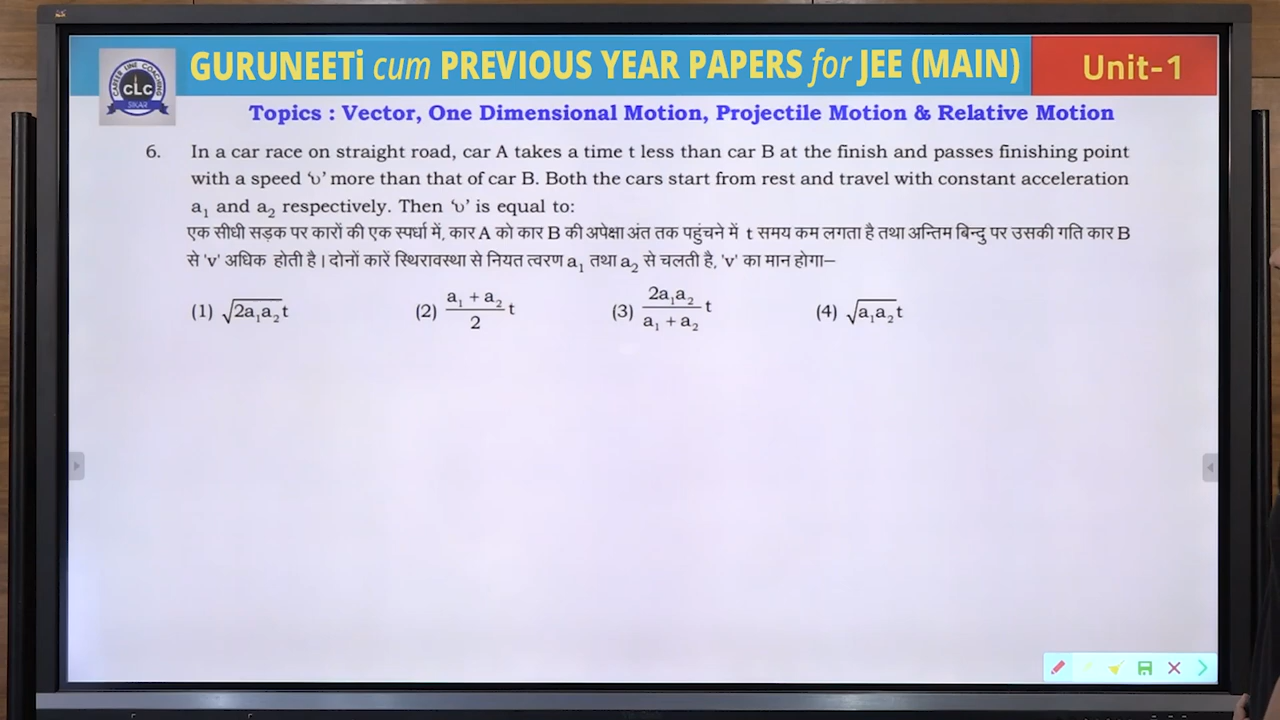 GURUNEETi cum PREVIOUS YEAR PAPERS for JEE (MAIN)
Unit-1
CAREER LINE COACHING
CLC
SIKAR
Topics : Vector, One Dimensional Motion, Projectile Motion & Relative Motion
6. In a car race on straight road, car A takes a time t less than car B at the finish and passes finishing point
with a speed 'υ' more than that of car B. Both the cars start from rest and travel with constant acceleration
a₁ and a₂ respectively. Then 'υ' is equal to:
एक सीधी सड़क पर कारों की एक स्पर्धा में, कार A को कार B की अपेक्षा अंत तक पहुंचने में t समय कम लगता है तथा अन्तिम बिन्दु पर उसकी गति कार B
से 'v' अधिक होती है। दोनों कारें स्थिरावस्था से नियत त्वरण a₁ तथा a₂ से चलती है, 'v' का मान होगा–
(1) √2a₁a₂ t (2) (a₁ + a₂)/2 t (3) 2a₁a₂/(a₁ + a₂) t (4) √a₁a₂ t